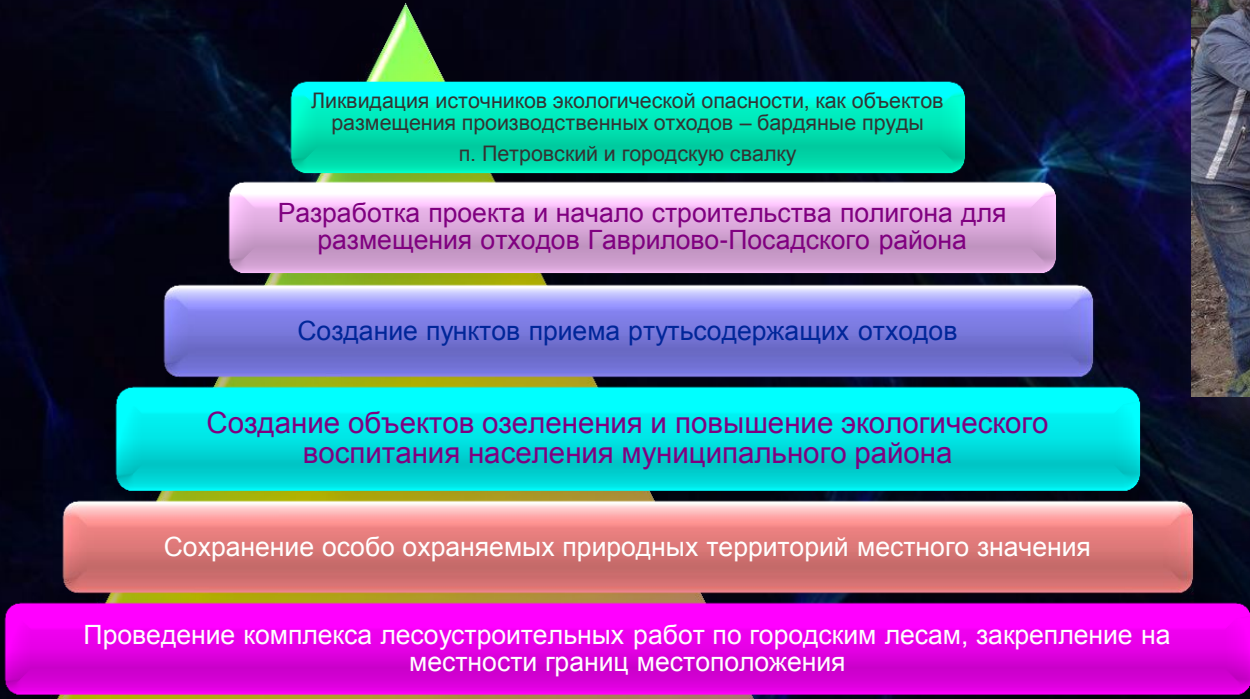 Ликвидация источников экологической опасности, как объектов
размещения производственных отходов – бардяные пруды
п. Петровский и городскую свалку
Разработка проекта и начало строительства полигона для
размещения отходов Гаврилово-Посадского района
Создание пунктов приема ртутьсодержащих отходов
Создание объектов озеленения и повышение экологического
воспитания населения муниципального района
Сохранение особо охраняемых природных территорий местного значения
Проведение комплекса лесоустроительных работ по городским лесам, закрепление на
местности границ местоположения